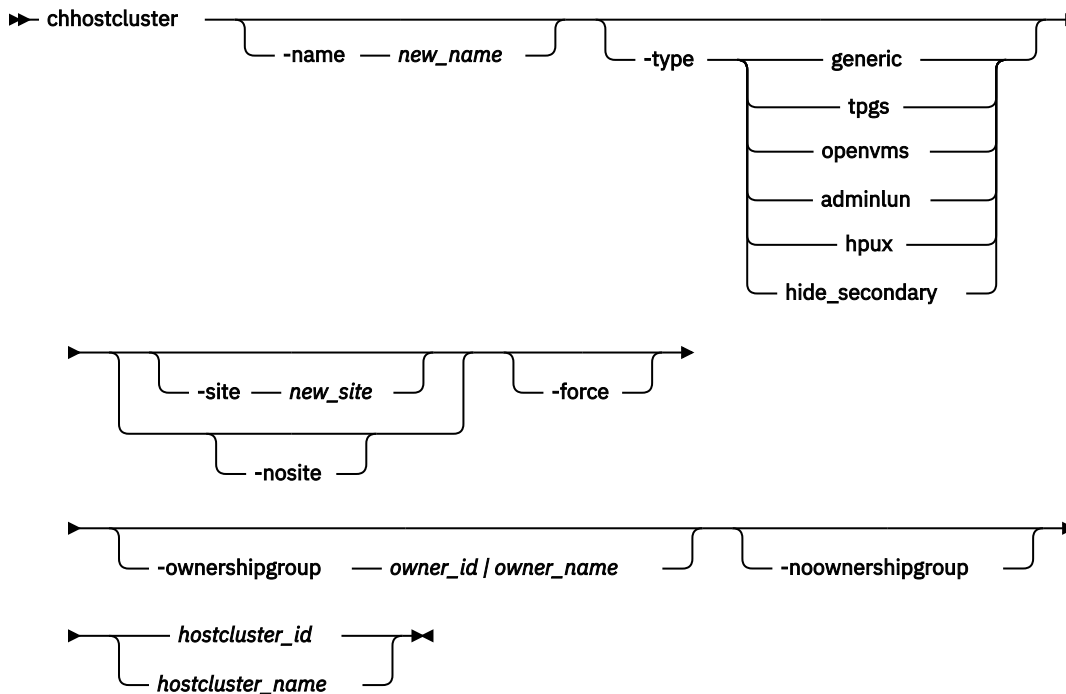 chhostcluster
-name new_name -type generic
tpgs
openvms
adminlun
hpux
hide_secondary
-site new_site -force
-nosite
-ownershipgroup owner_id / owner_name -noownershipgroup
hostcluster_id
hostcluster_name